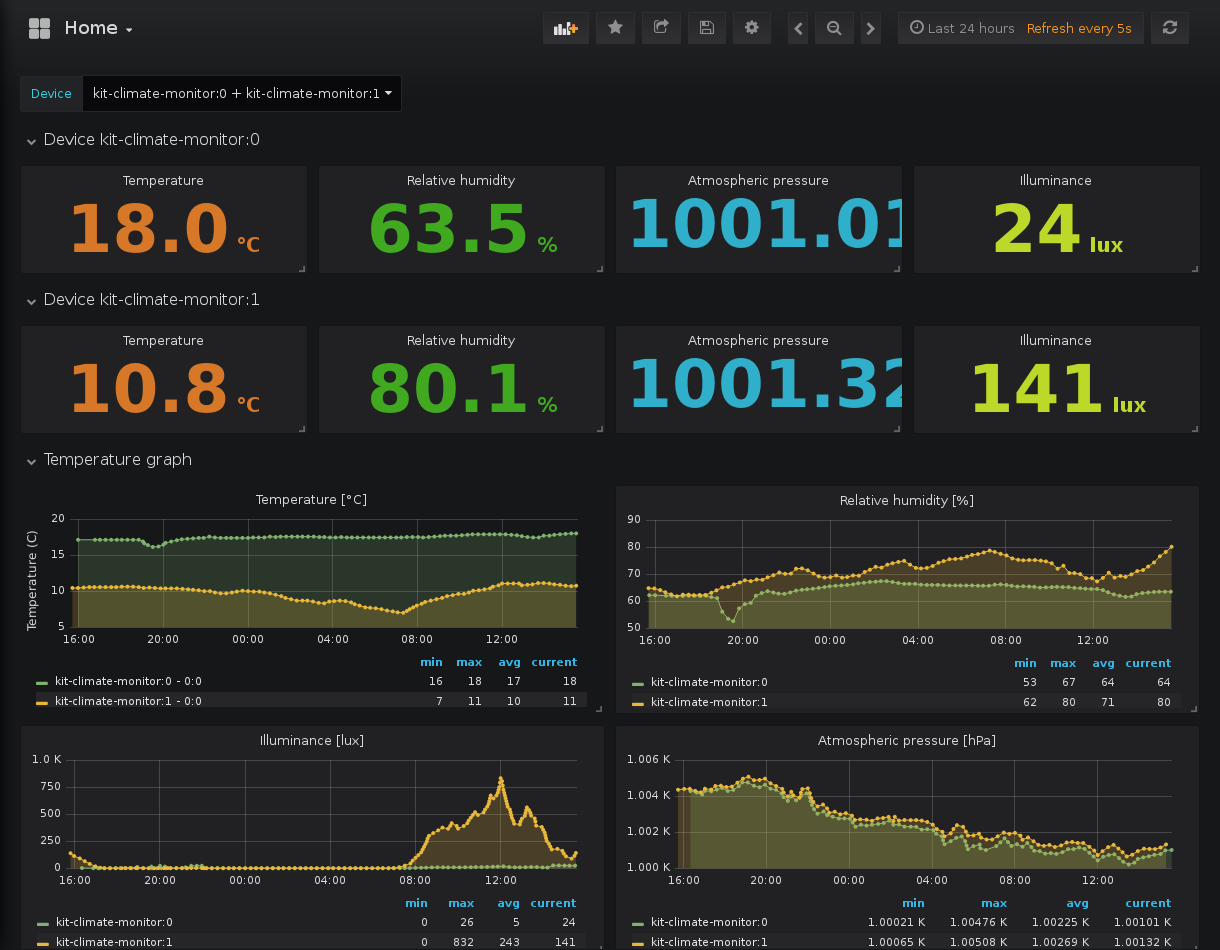 Home
Last 24 hours Refresh every 5s
Device kit-climate-monitor:0 + kit-climate-monitor:1
Device kit-climate-monitor:0
Temperature Relative humidity Atmospheric pressure Illuminance
18.0 °C 63.5 % 1001.01 24 lux
Device kit-climate-monitor:1
Temperature Relative humidity Atmospheric pressure Illuminance
10.8 °C 80.1 % 1001.32 141 lux
Temperature graph
Temperature [°C]
Temperature (C)
20
15
10
5
16:00 20:00 00:00 04:00 08:00 12:00
min max avg current
kit-climate-monitor:0 - 0:0 16 18 17 18
kit-climate-monitor:1 - 0:0 7 11 10 11
Relative humidity [%]
90
80
70
60
50
16:00 20:00 00:00 04:00 08:00 12:00
min max avg current
kit-climate-monitor:0 53 67 64 64
kit-climate-monitor:1 62 80 71 80
Illuminance [lux]
1.0 K
750
500
250
0
16:00 20:00 00:00 04:00 08:00 12:00
min max avg current
kit-climate-monitor:0 0 26 5 24
kit-climate-monitor:1 0 832 243 141
Atmospheric pressure [hPa]
1.006 K
1.004 K
1.002 K
1.000 K
16:00 20:00 00:00 04:00 08:00 12:00
min max avg current
kit-climate-monitor:0 1.00021 K 1.00476 K 1.00225 K 1.00101 K
kit-climate-monitor:1 1.00065 K 1.00508 K 1.00269 K 1.00132 K